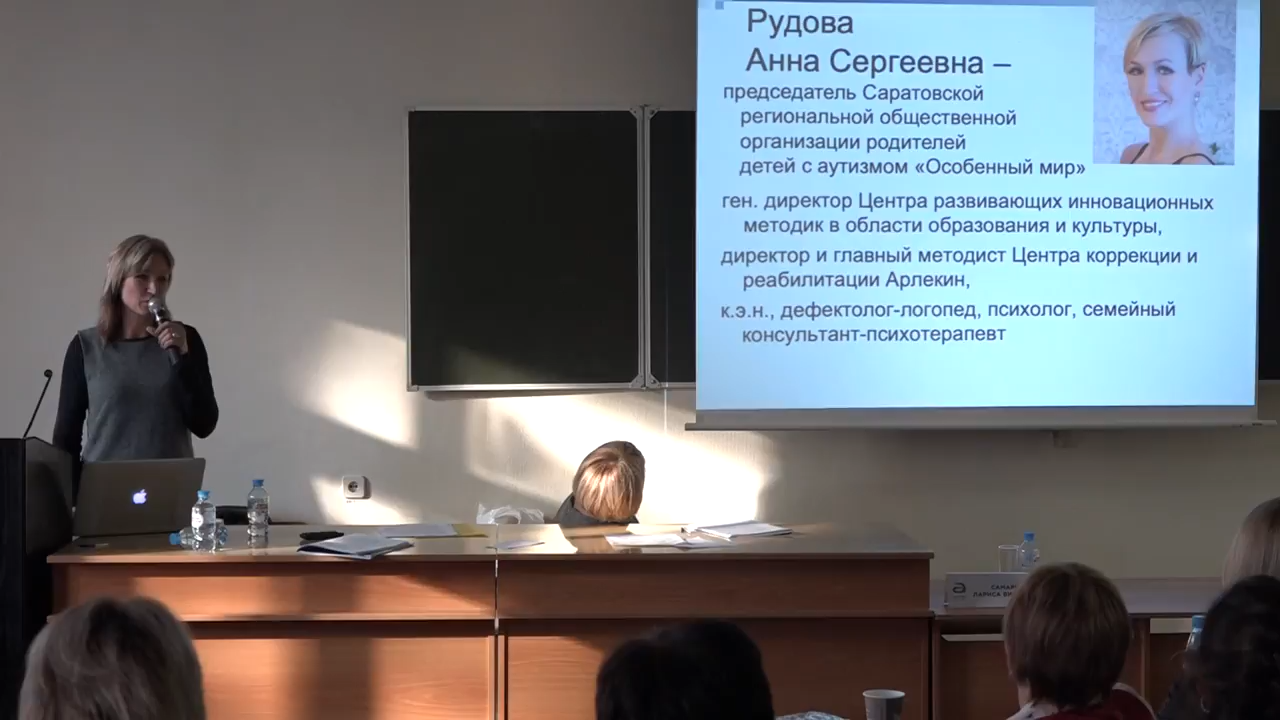 Рудова
Анна Сергеевна –
председатель Саратовской
региональной общественной
организации родителей
детей с аутизмом «Особенный мир»
ген. директор Центра развивающих инновационных
методик в области образования и культуры,
директор и главный методист Центра коррекции и
реабилитации Арлекин,
к.э.н., дефектолог-логопед, психолог, семейный
консультант-психотерапевт
ЛАРИСА